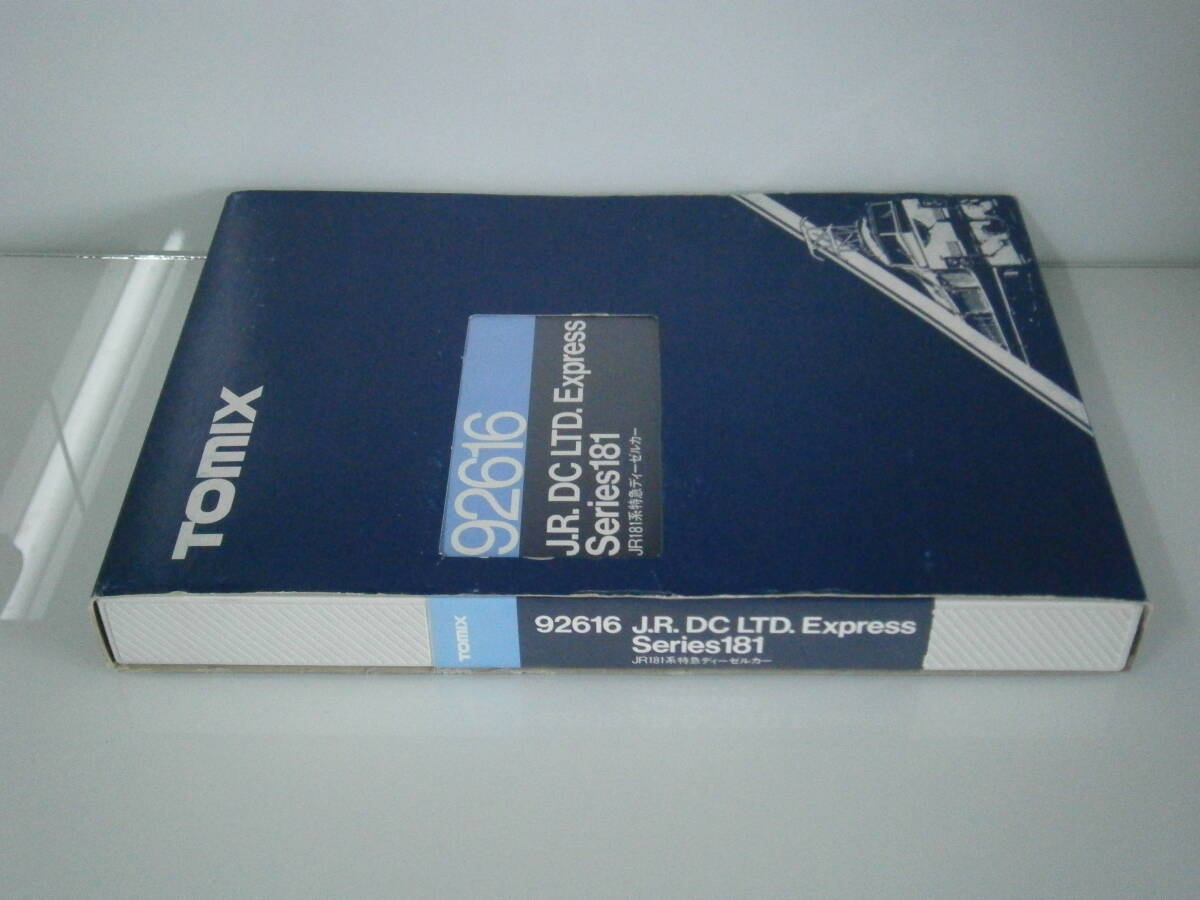 TOMIX
92616
J.R. DC LTD. Express
Series181
JR181系特急ディーゼルカー
TOMIX
92616 J.R. DC LTD. Express
Series181
JR181系特急ディーゼルカー